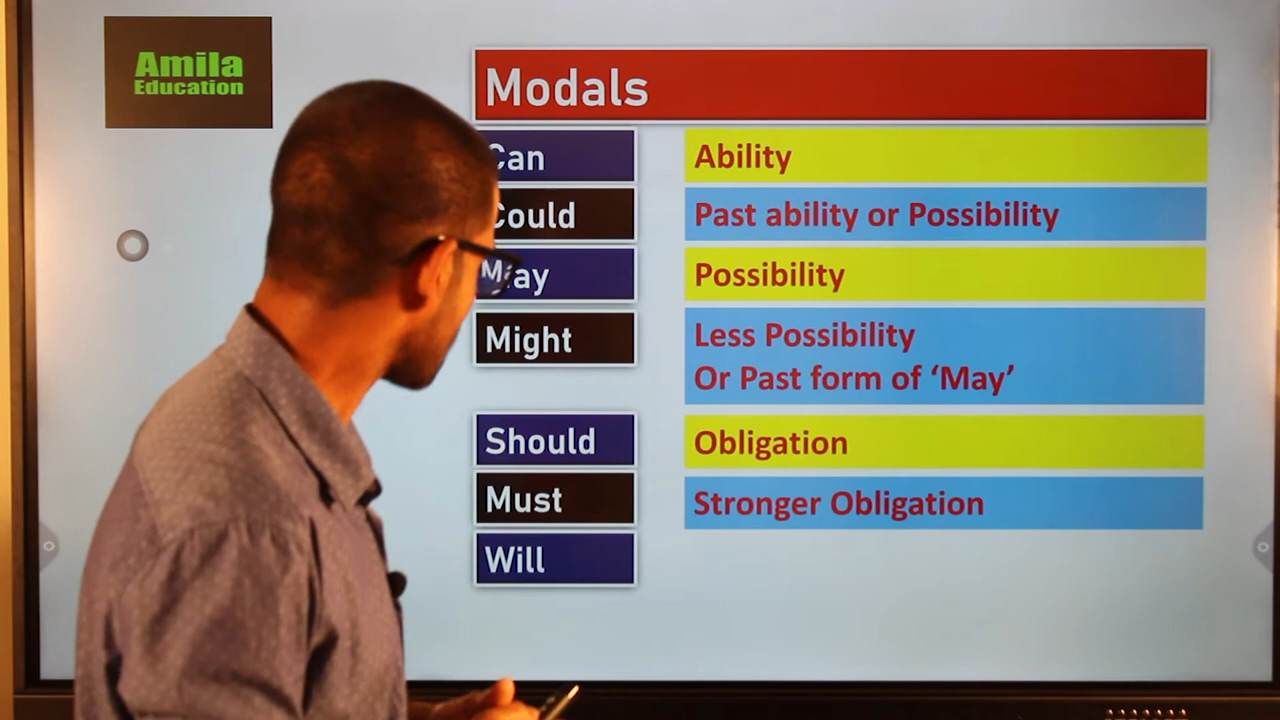 Amila
Education
Modals
Can
Ability
Could
Past ability or Possibility
May
Possibility
Might
Less Possibility
Or Past form of ‘May’
Should
Obligation
Must
Stronger Obligation
Will